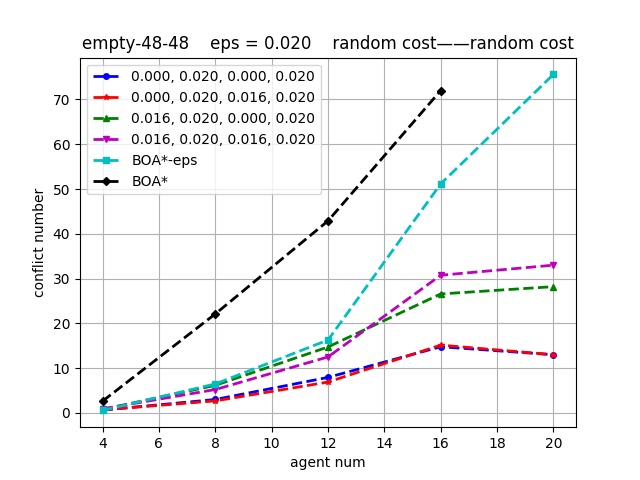 empty-48-48    eps = 0.020    random cost——random cost
0.000, 0.020, 0.000, 0.020
0.000, 0.020, 0.016, 0.020
0.016, 0.020, 0.000, 0.020
0.016, 0.020, 0.016, 0.020
BOA*-eps
BOA*
conflict number
70
60
50
40
30
20
10
0
4 6 8 10 12 14 16 18 20
agent num